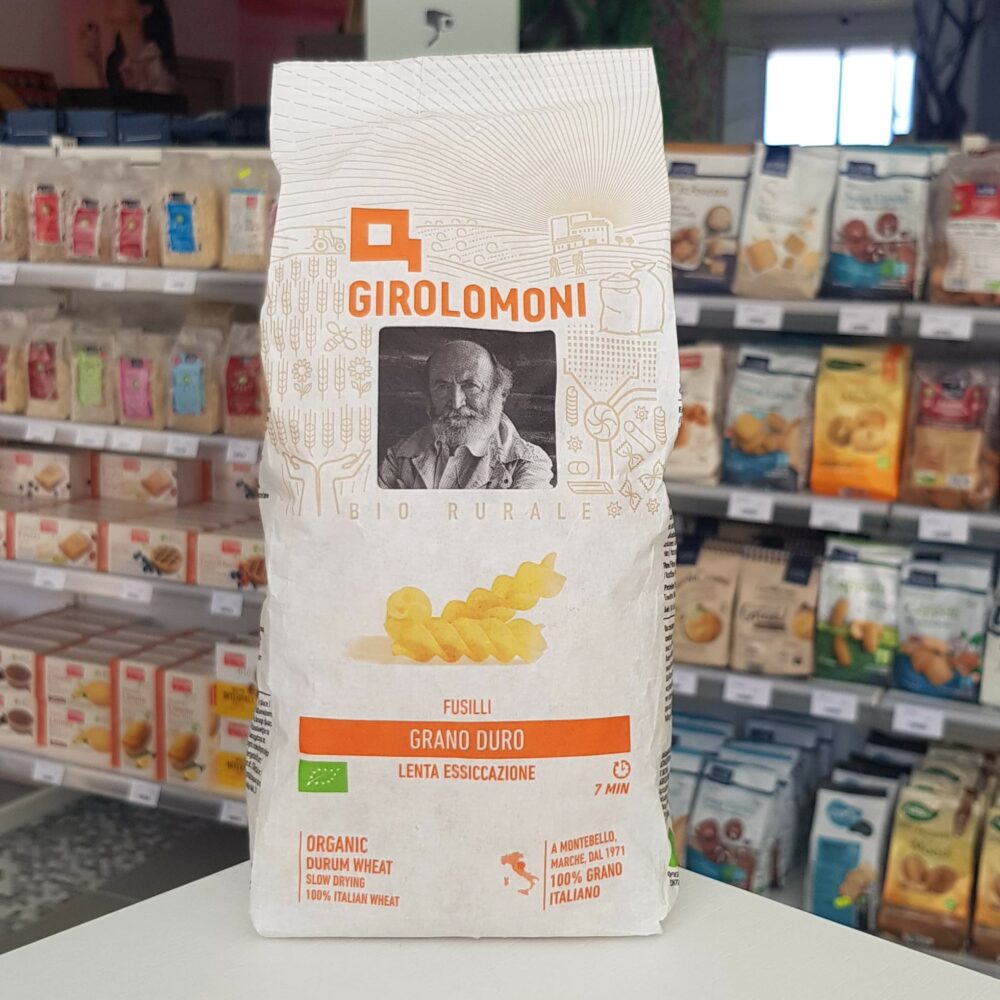 GIROLOMONI
BIO RURALE
FUSILLI
GRANO DURO
LENTA ESSICCAZIONE
7 MIN
ORGANIC
DURUM WHEAT
SLOW DRYING
100% ITALIAN WHEAT
A MONTEBELLO,
MARCHE, DAL 1971
100% GRANO
ITALIANO